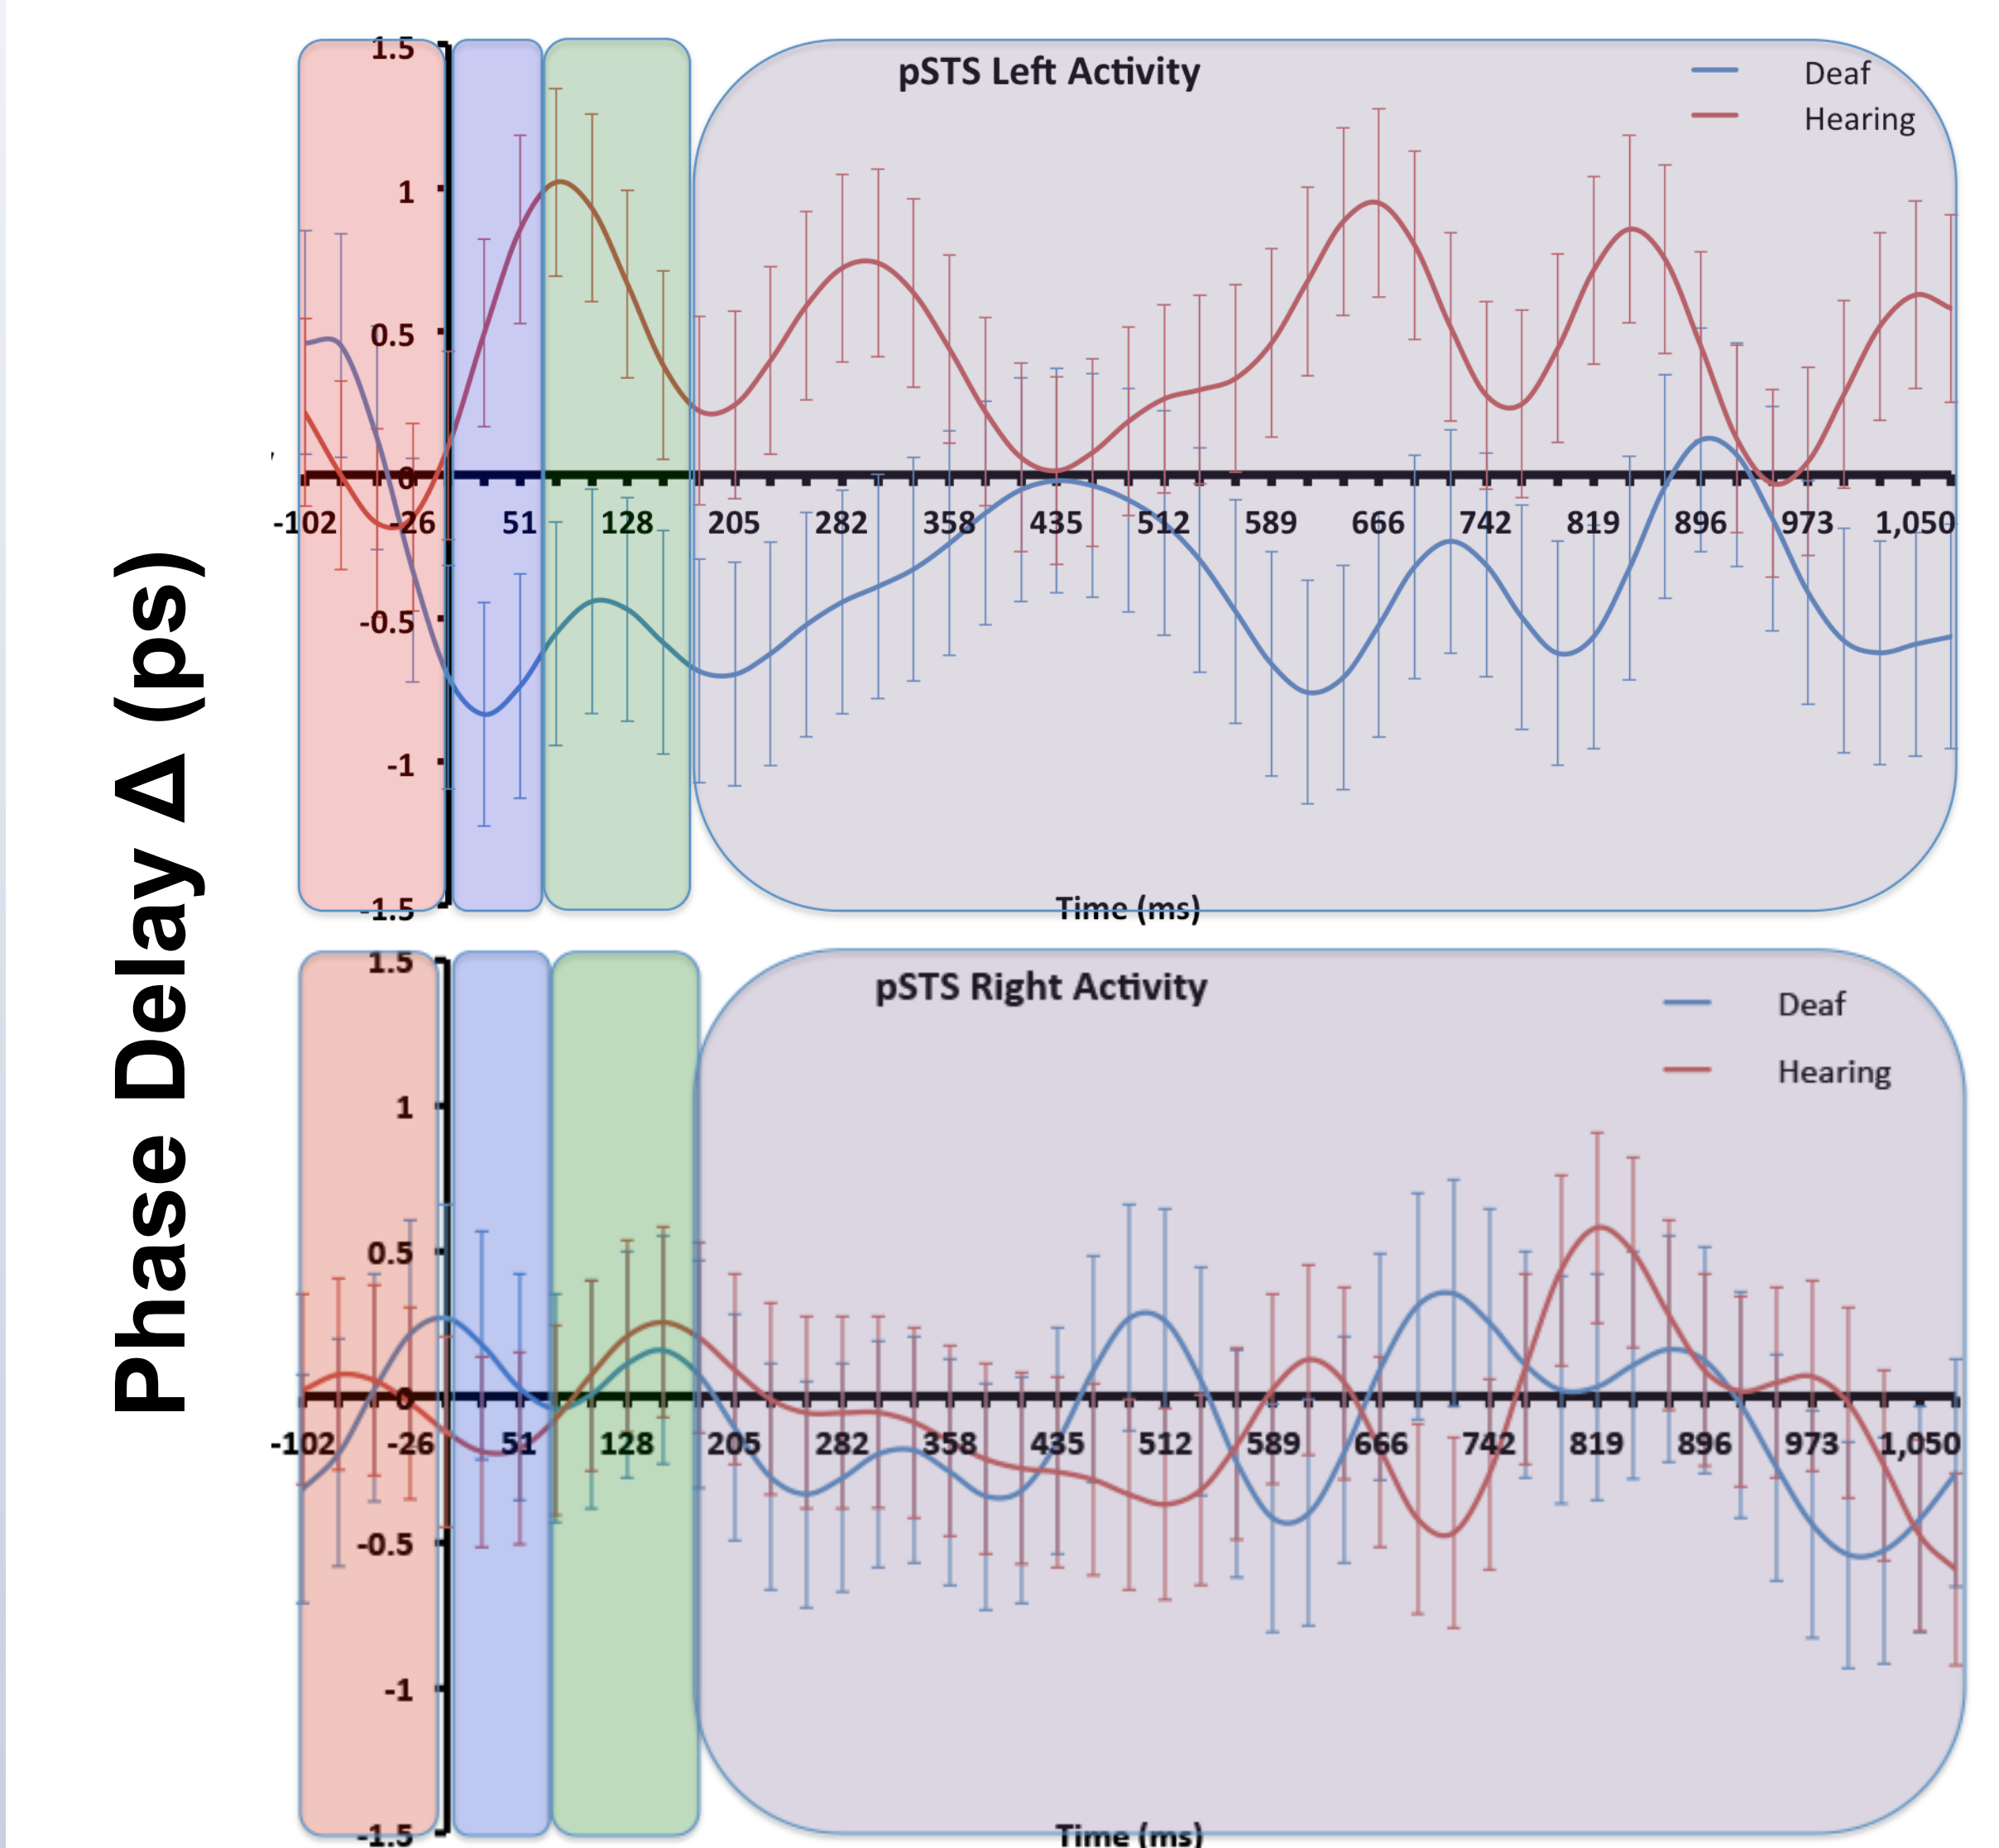 Phase Delay Δ (ps)
pSTS Left Activity
Deaf
Hearing
1.5
1
0.5
0
-0.5
-1
-1.5
-102 -26 51 128 205 282 358 435 512 589 666 742 819 896 973 1,050
Time (ms)
pSTS Right Activity
Deaf
Hearing
1.5
1
0.5
0
-0.5
-1
-1.5
-102 -26 51 128 205 282 358 435 512 589 666 742 819 896 973 1,050
Time (ms)